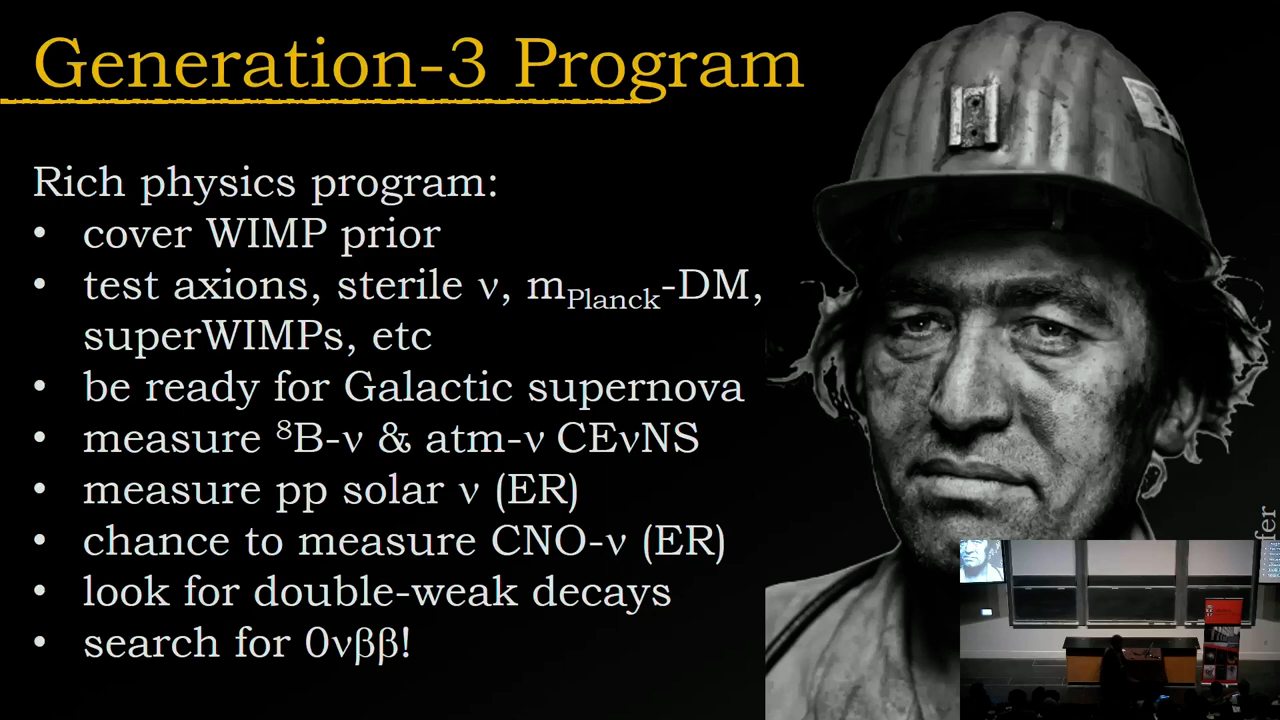 Generation-3 Program
Rich physics program:
• cover WIMP prior
• test axions, sterile ν, mPlanck-DM,
superWIMPs, etc
• be ready for Galactic supernova
• measure ⁸B-ν & atm-ν CEνNS
• measure pp solar ν (ER)
• chance to measure CNO-ν (ER)
• look for double-weak decays
• search for 0νββ!
fer